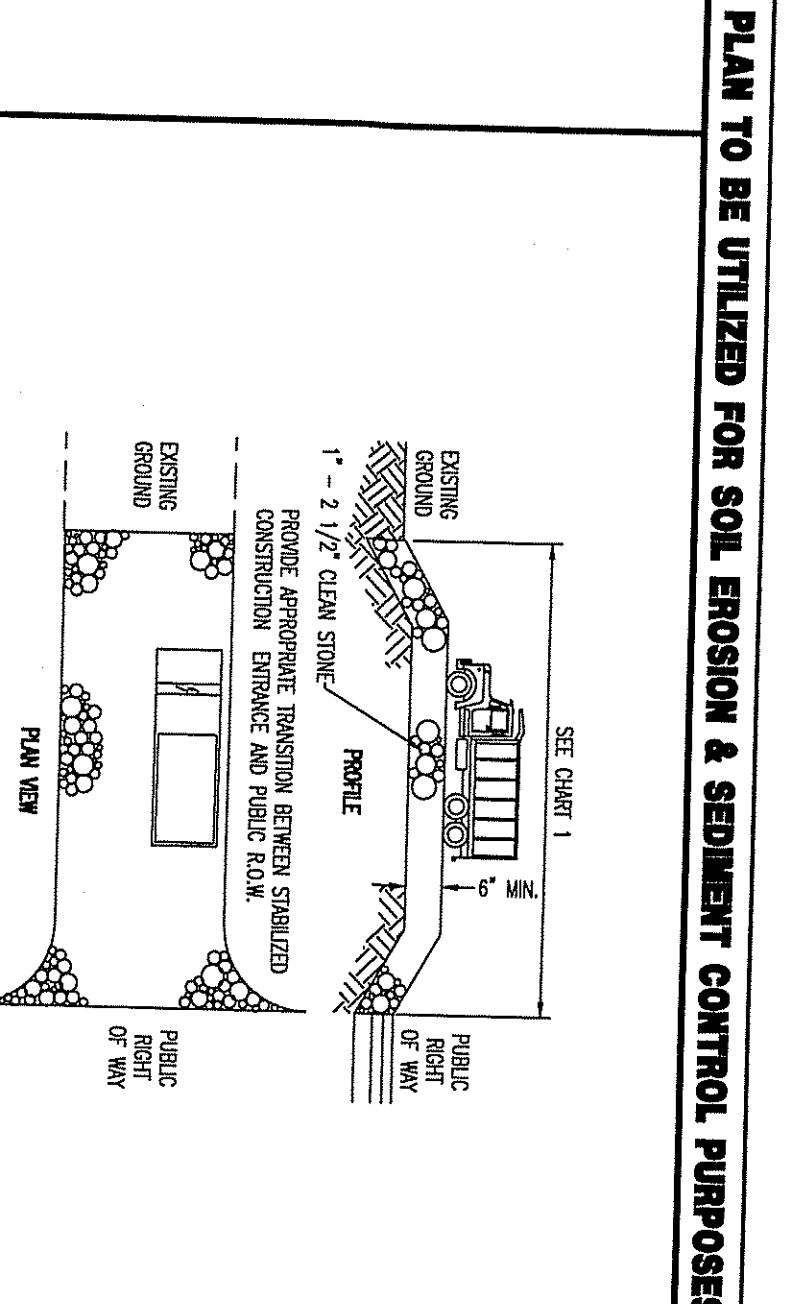 PLAN TO BE UTILIZED FOR SOIL EROSION & SEDIMENT CONTROL PURPOSES
SEE CHART 1
EXISTING
GROUND
6" MIN.
PUBLIC
RIGHT
OF WAY
1" - 2 1/2" CLEAN STONE
PROFILE
PROVIDE APPROPRIATE TRANSITION BETWEEN STABILIZED
CONSTRUCTION ENTRANCE AND PUBLIC R.O.W.
EXISTING
GROUND
PUBLIC
RIGHT
OF WAY
PLAN VIEW